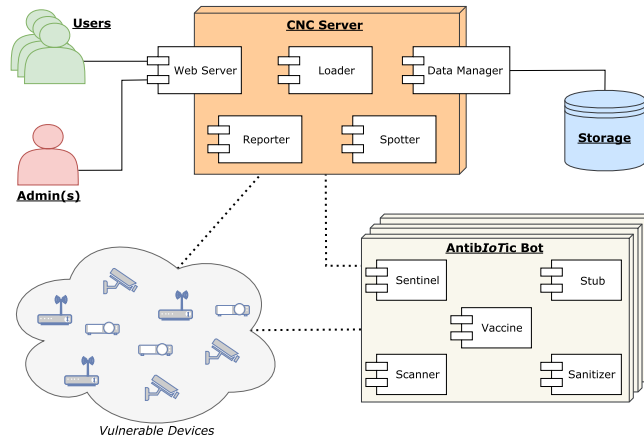 Users
CNC Server
Web Server
Loader
Data Manager
Reporter
Spotter
Storage
Admin(s)
AntibIoTic Bot
Sentinel
Stub
Vaccine
Scanner
Sanitizer
Vulnerable Devices